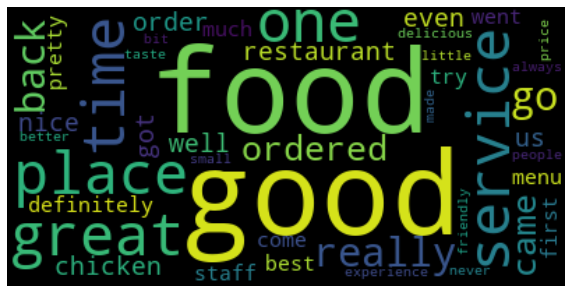 back
pretty
time
order
much
one
even
went
delicious
price
bit
taste
restaurant
little
always
food
try
service
go
nice
better
got
well
small
ordered
made
us
people
place
good
menu
definitely
great
chicken
come
staff
best
really
experience
friendly
never
came
first